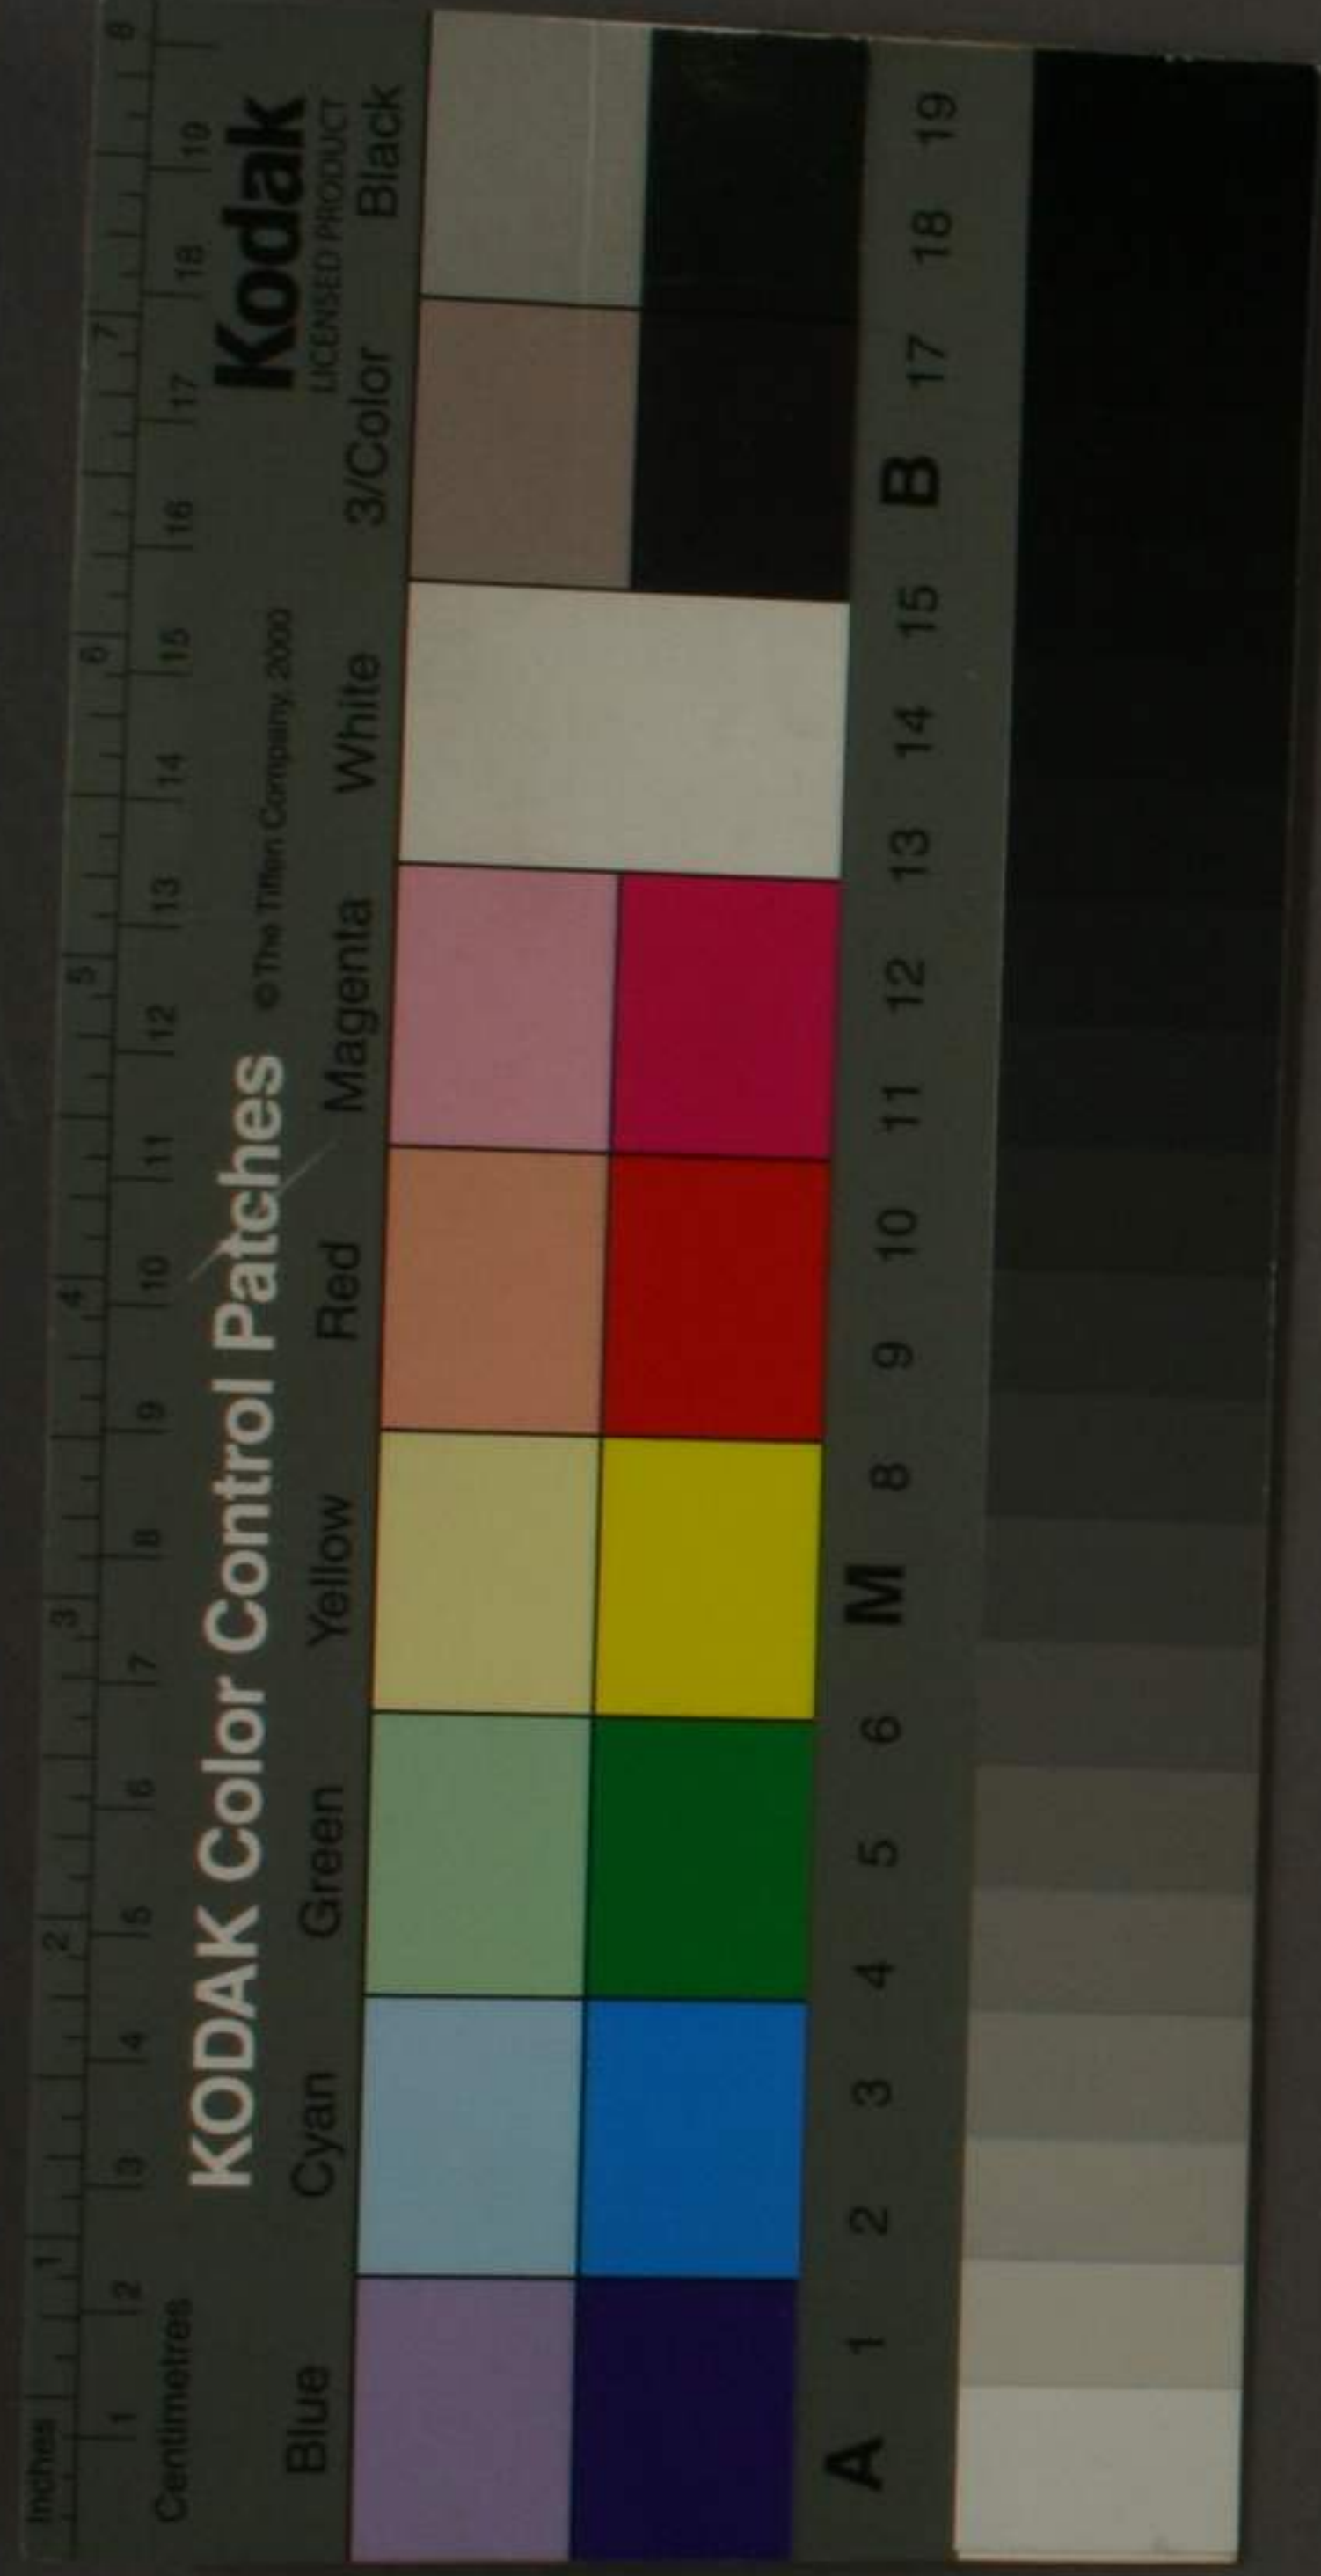 Inches 1 2 3 4 5 6 7 8
Centimetres 1 2 3 4 5 6 7 8 9 10 11 12 13 14 15 16 17 18 19
KODAK Color Control Patches © The Tiffen Company, 2000 Kodak
LICENSED PRODUCT
Blue Cyan Green Yellow Red Magenta White 3/Color Black
A 1 2 3 4 5 6 M 8 9 10 11 12 13 14 15 B 17 18 19